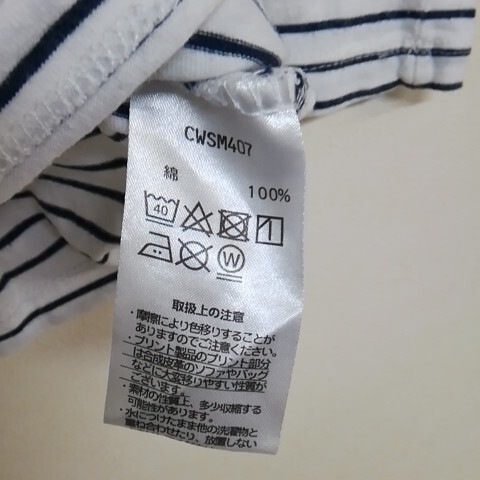 CWSM407
綿 100%
40
W
取扱上の注意
・摩擦により色移りすることが
ありますのでご注意ください。
・プリント製品のプリント部分
は合成皮革のソファやバッグ
などに大変移りやすい性質が
ございます。
・素材の性質上、多少収縮する
可能性があります。
・水につけたまま他の洗濯物と
重ね合わせたり、放置しない